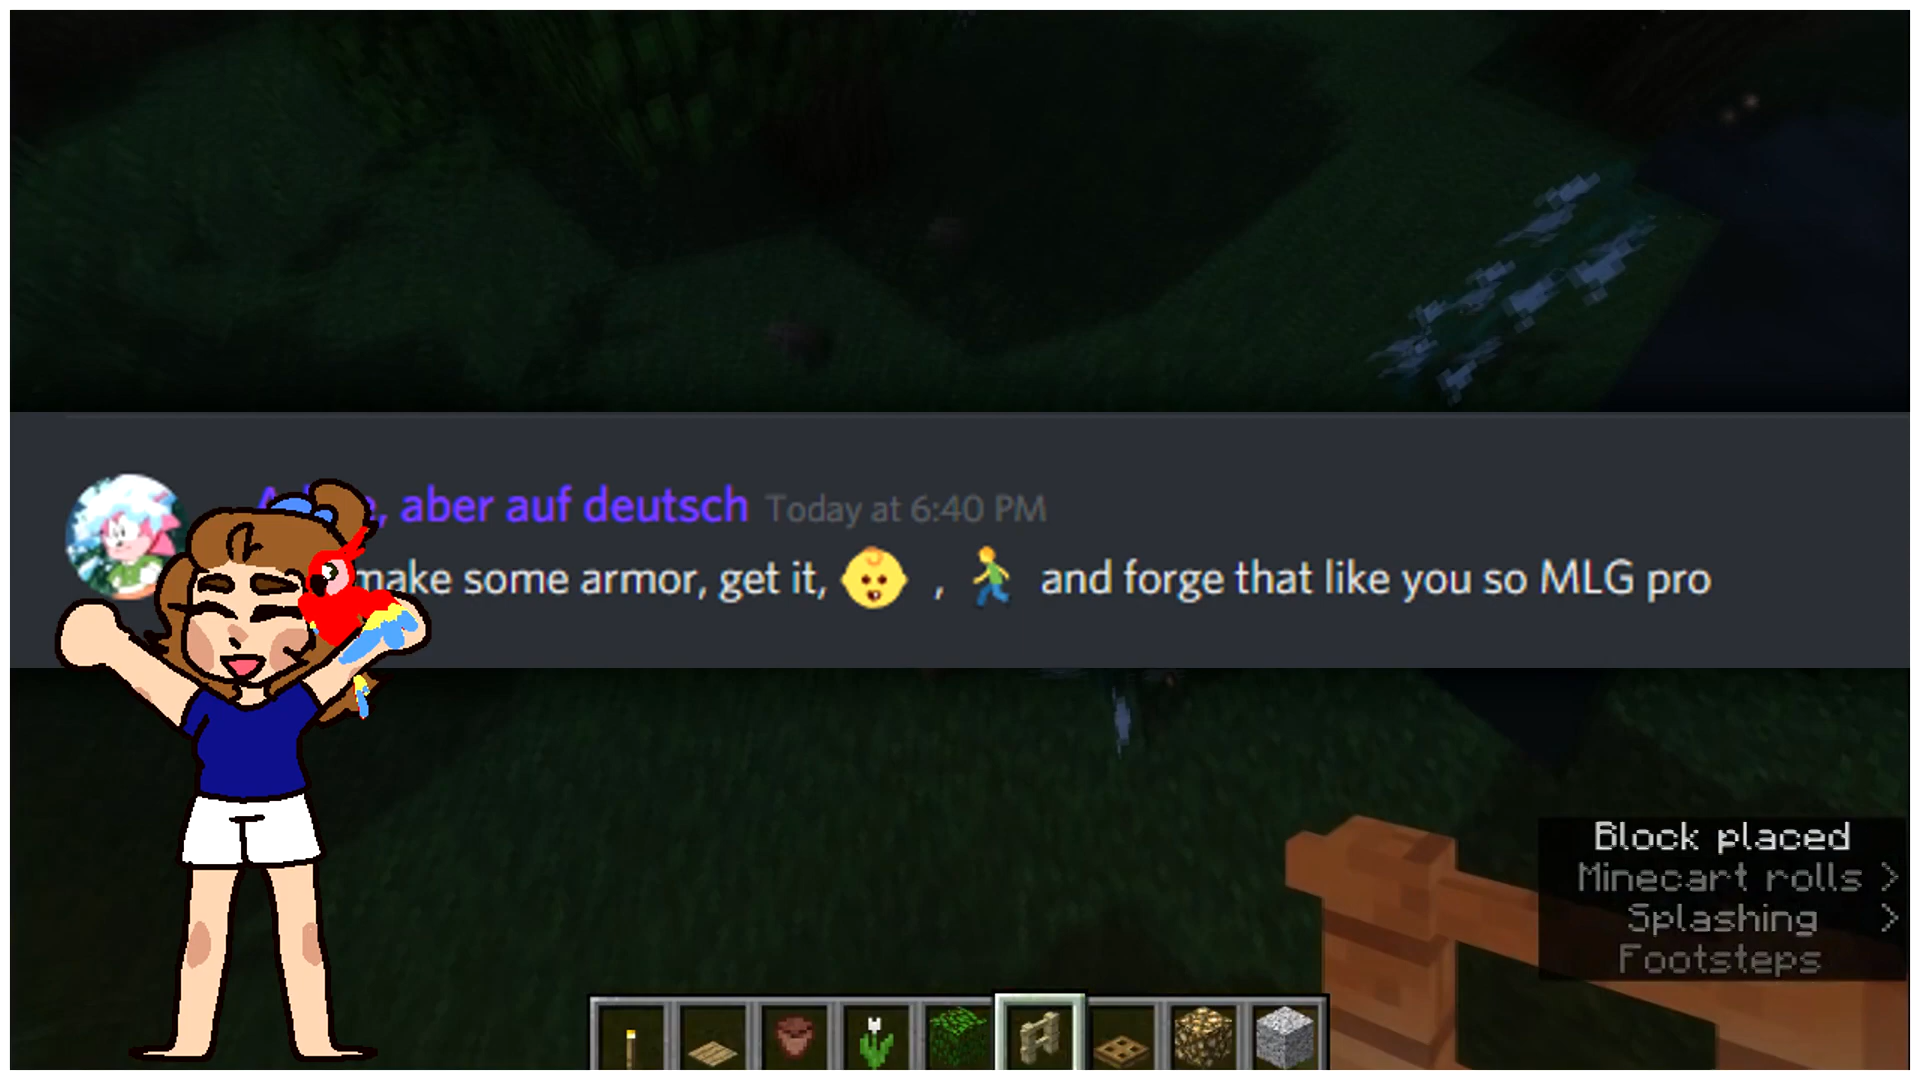 aber auf deutsch Today at 6:40 PM
make some armor, get it, 👶 , 🚶 and forge that like you so MLG pro
Block placed
Minecart rolls >
Splashing >
Footsteps